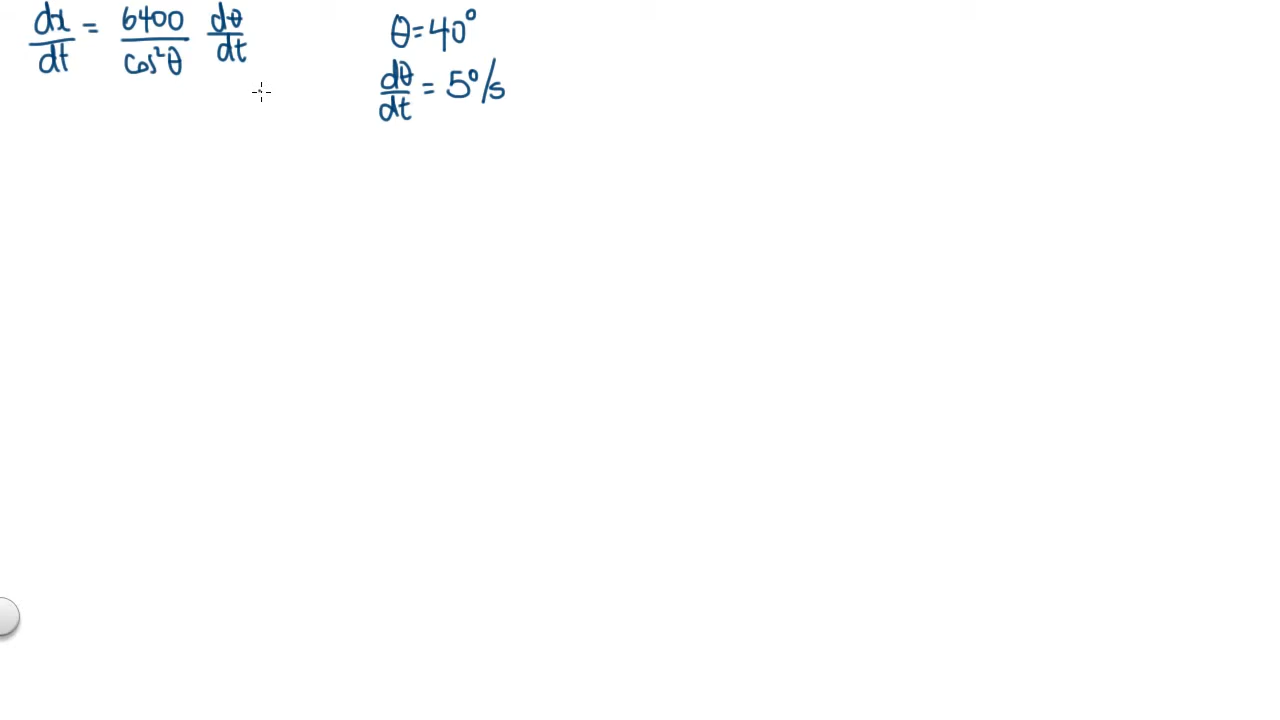 dx/dt = 6400/cos²θ dθ/dt
θ=40°
dθ/dt = 5°/s